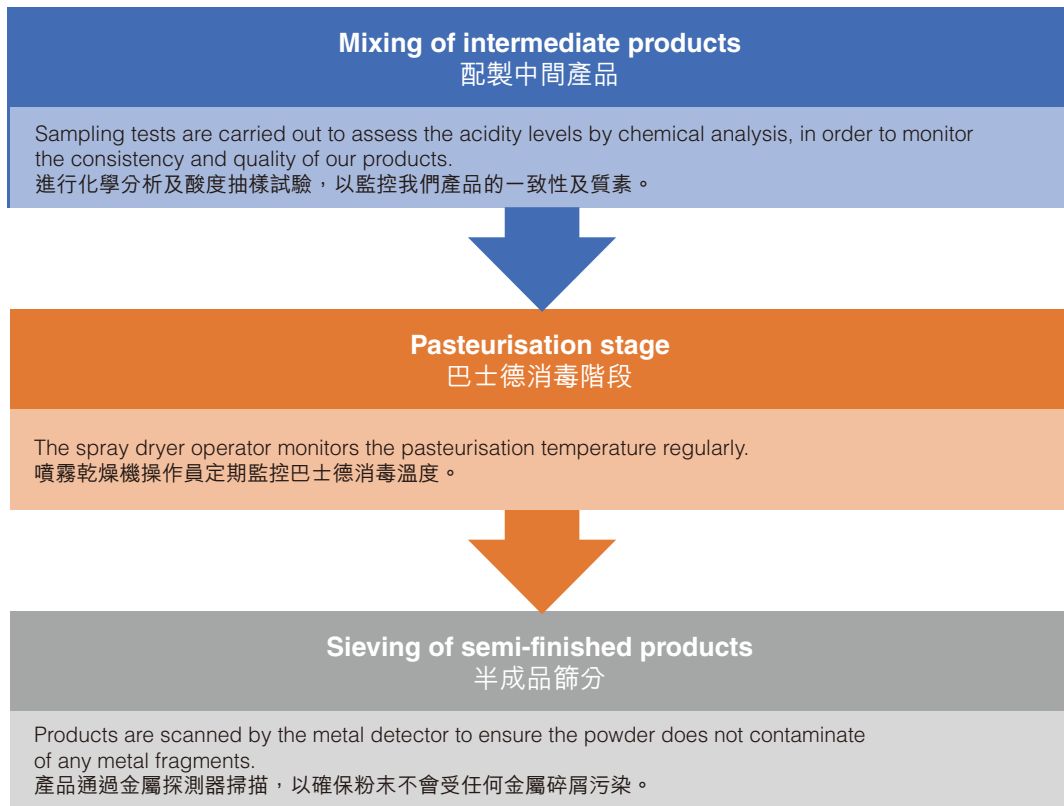 Mixing of intermediate products
配製中間產品
Sampling tests are carried out to assess the acidity levels by chemical analysis, in order to monitor
the consistency and quality of our products.
進行化學分析及酸度抽樣試驗，以監控我們產品的一致性及質素。
Pasteurisation stage
巴士德消毒階段
The spray dryer operator monitors the pasteurisation temperature regularly.
噴霧乾燥機操作員定期監控巴士德消毒溫度。
Sieving of semi-finished products
半成品篩分
Products are scanned by the metal detector to ensure the powder does not contaminate
of any metal fragments.
產品通過金屬探測器掃描，以確保粉末不會受任何金屬碎屑污染。